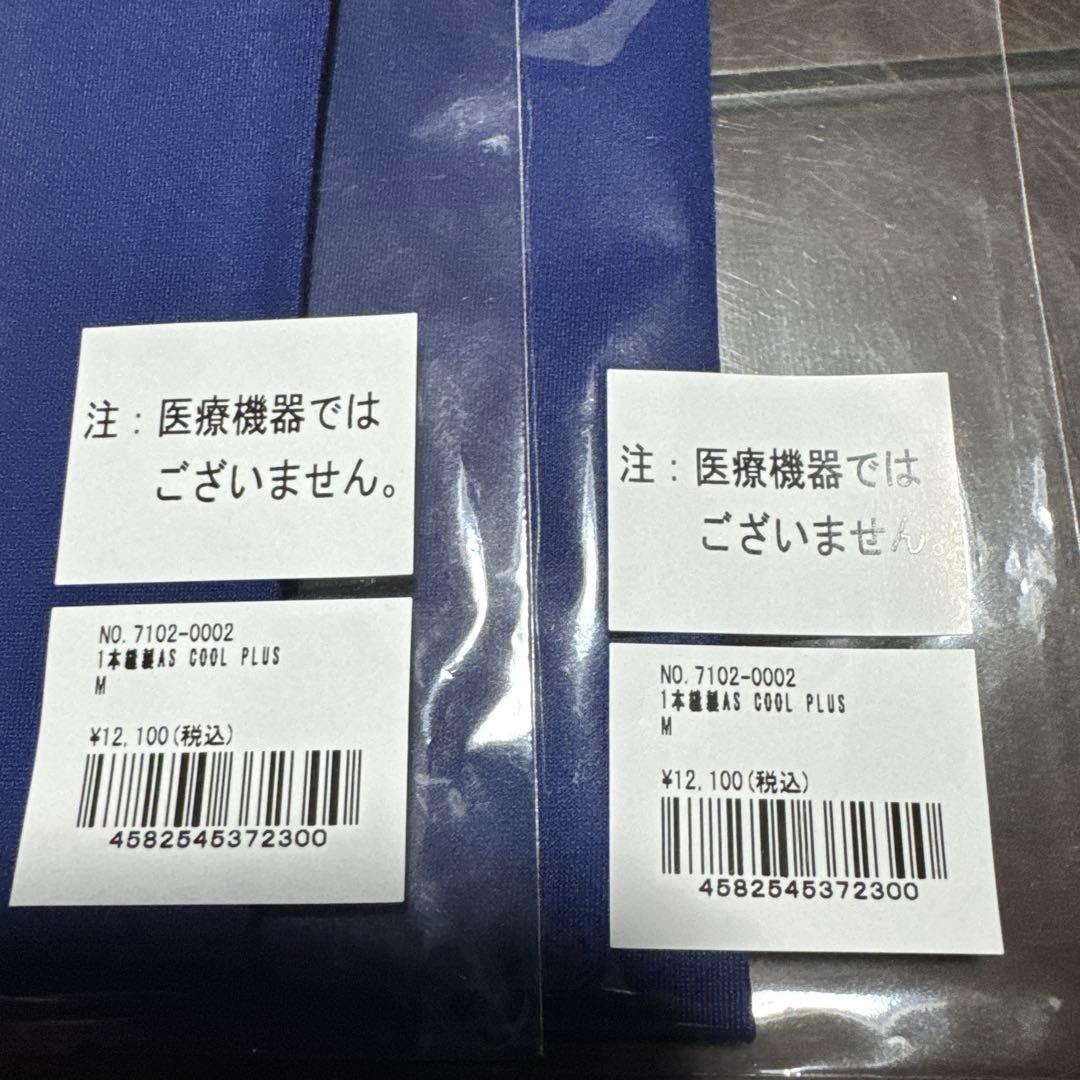 注：医療機器では
ございません。
NO.7102-0002
1本縫製AS COOL PLUS
M
¥12,100(税込)
4582545372300
注：医療機器では
ございません。
NO.7102-0002
1本縫製AS COOL PLUS
M
¥12,100(税込)
4582545372300